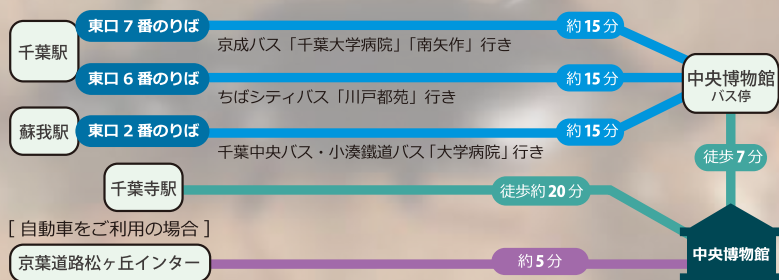 千葉駅
東口7番のりば
約15分
京成バス「千葉大学病院」「南矢作」行き
東口6番のりば
約15分
ちばシティバス「川戸都苑」行き
蘇我駅
東口2番のりば
約15分
千葉中央バス・小湊鐵道バス「大学病院」行き
中央博物館
バス停
徒歩7分
千葉寺駅
徒歩約20分
[ 自動車をご利用の場合 ]
京葉道路松ヶ丘インター
約5分
中央博物館